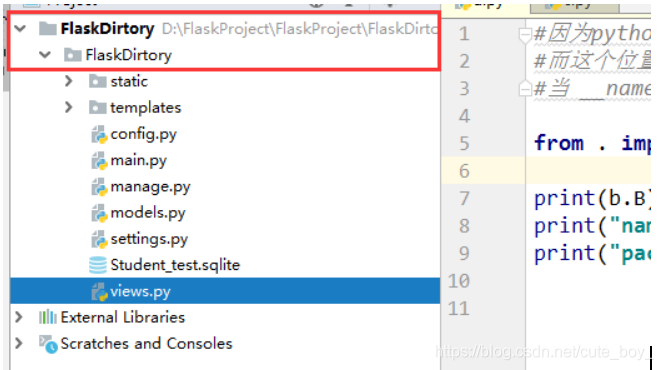 FlaskDirtory D:\FlaskProject\FlaskProject\FlaskDirtc
FlaskDirtory
static
templates
config.py
main.py
manage.py
models.py
settings.py
Student_test.sqlite
views.py
External Libraries
Scratches and Consoles
1 #因为pytho
2 #而这个位置
3 #当 __name
4
5 from . imp
6
7 print(b.B)
8 print("nam
9 print("pac
10
11
https://blog.csdn.net/cute_boy_